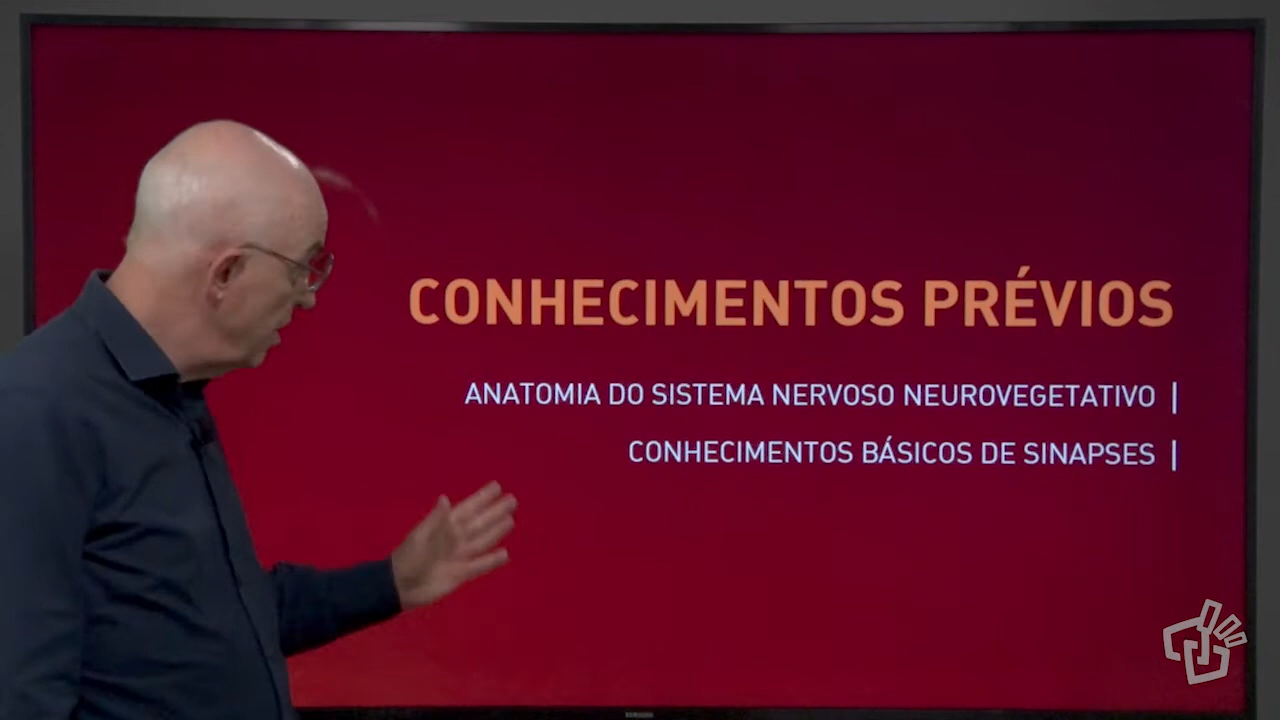 CONHECIMENTOS PRÉVIOS
ANATOMIA DO SISTEMA NERVOSO NEUROVEGETATIVO |
CONHECIMENTOS BÁSICOS DE SINAPSES |